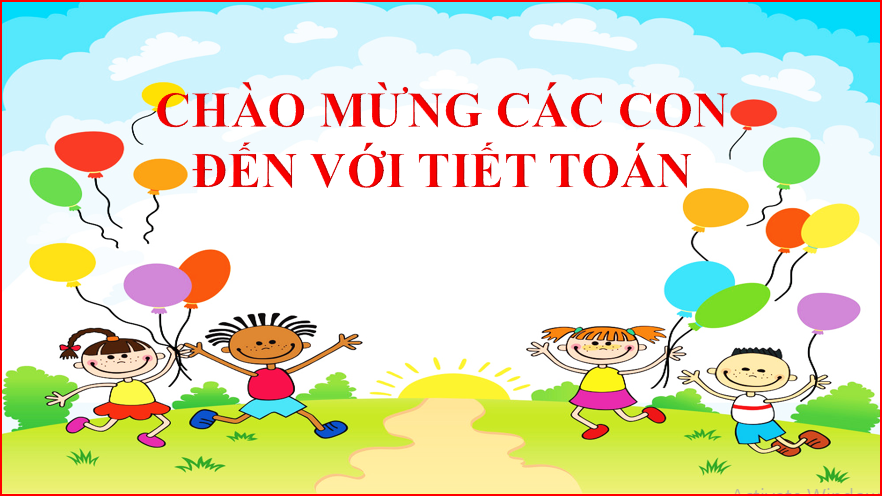 CHÀO MỪNG CÁC CON
ĐẾN VỚI TIẾT TOÁN